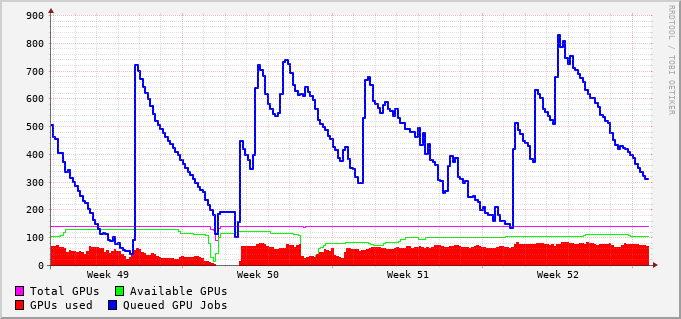 900
800
700
600
500
400
300
200
100
0
Week 49 Week 50 Week 51 Week 52
Total GPUs Available GPUs
GPUs used Queued GPU Jobs
RRDTOOL / TOBI OETIKER